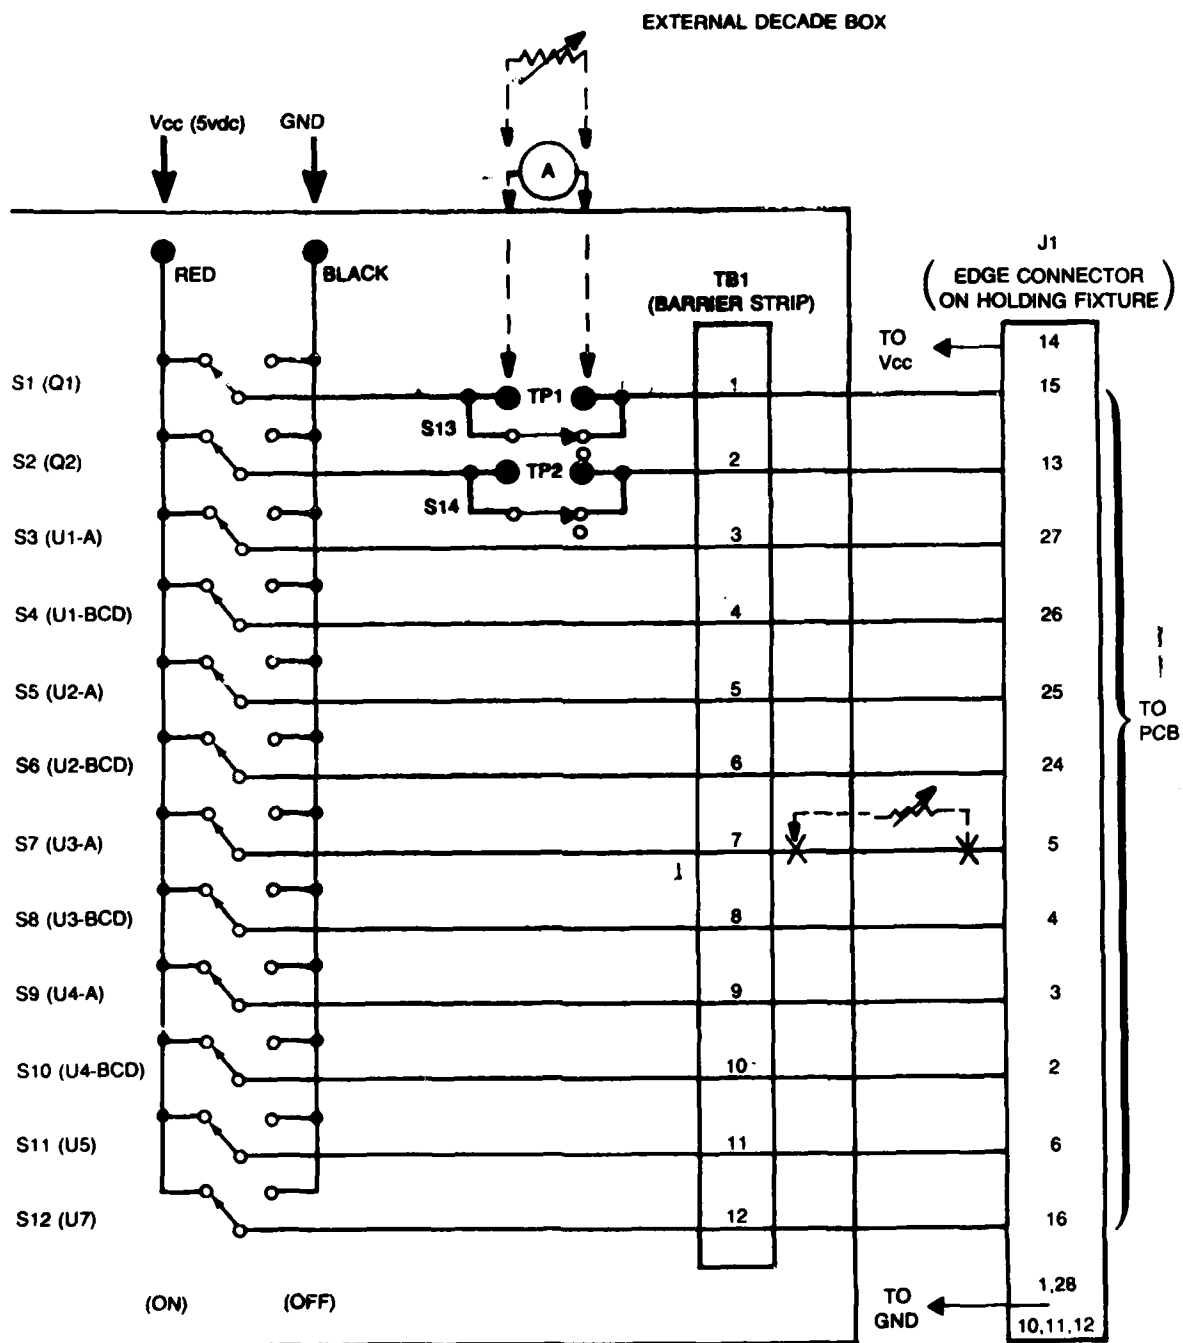 EXTERNAL DECADE BOX
Vcc (5vdc) GND
A
RED BLACK
TB1
(BARRIER STRIP)
J1
(EDGE CONNECTOR
ON HOLDING FIXTURE)
TO
Vcc
14
S1 (Q1) TP1 1 15
S13
S2 (Q2) TP2 2 13
S14
S3 (U1-A) 3 27
S4 (U1-BCD) 4 26
S5 (U2-A) 5 25
TO
PCB
S6 (U2-BCD) 6 24
S7 (U3-A) 7 5
S8 (U3-BCD) 8 4
S9 (U4-A) 9 3
S10 (U4-BCD) 10 2
S11 (U5) 11 6
S12 (U7) 12 16
(ON) (OFF)
TO
GND
1,28
10,11,12